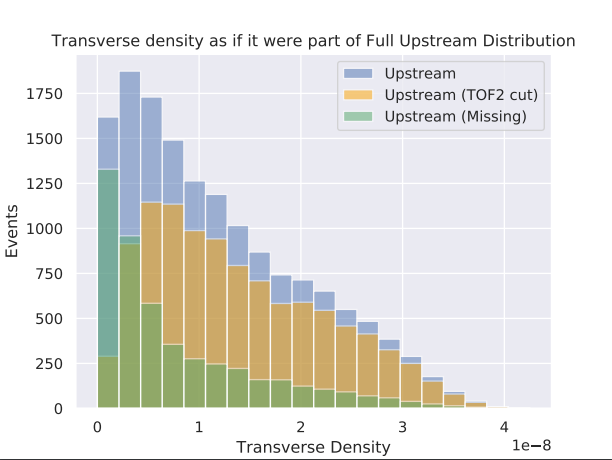 Transverse density as if it were part of Full Upstream Distribution
Upstream
Upstream (TOF2 cut)
Upstream (Missing)
Events
1750
1500
1250
1000
750
500
250
0
0 1 2 3 4
1e−8
Transverse Density